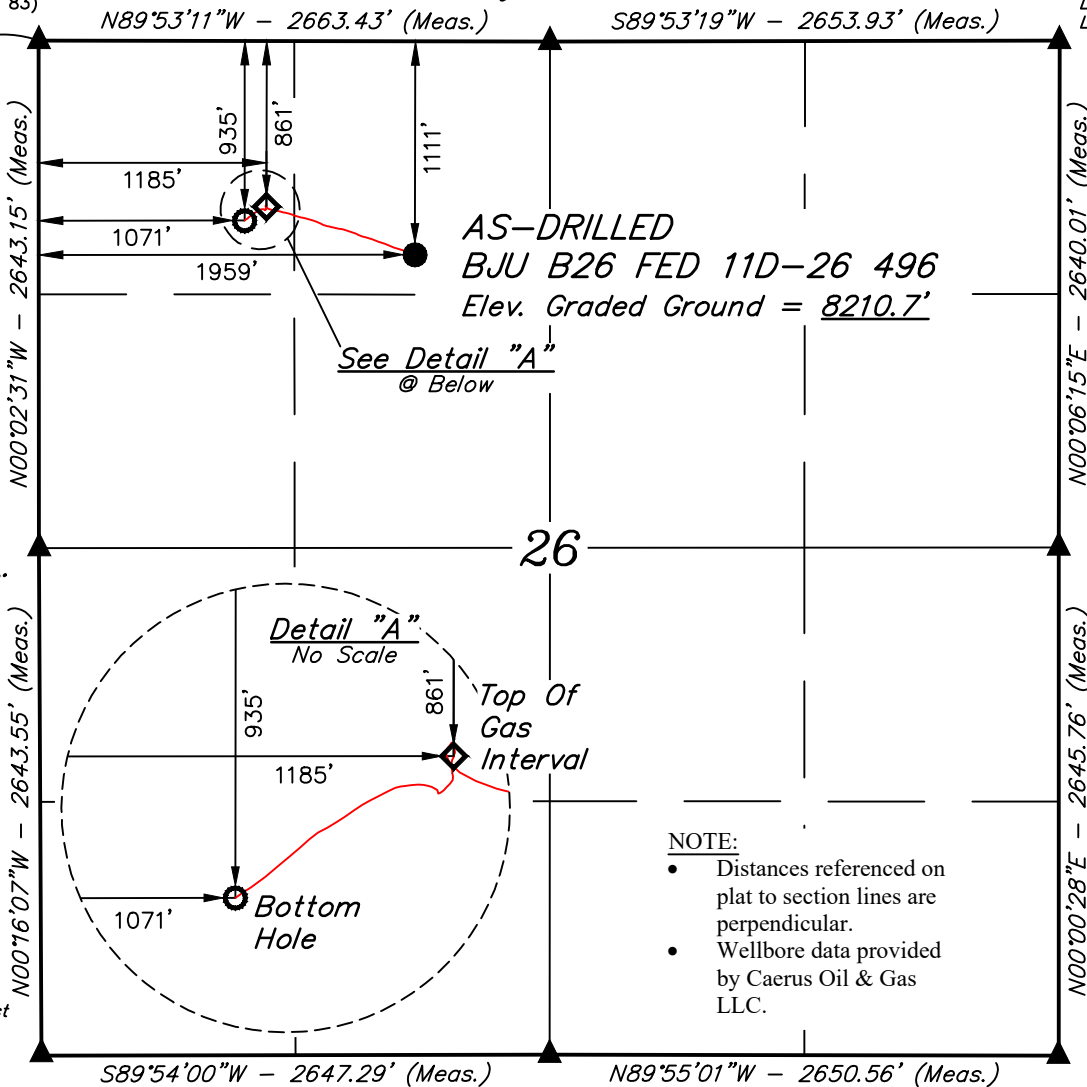 83)
N89°53'11"W - 2663.43' (Meas.)
S89°53'19" - 2653.93' (Meas.)
N00°02'31"W - 2643.15' (Meas.)
N00°06'15"E - 2640.01' (Meas.)
935'
861'
1111'
1185'
1071'
1959'
AS-DRILLED
BJU B26 FED 11D-26 496
Elev. Graded Ground = 8210.7'
See Detail "A"
@ Below
26
N00°16'07"W - 2643.55' (Meas.)
N00°00'28"E - 2645.76' (Meas.)
Detail "A"
No Scale
935'
861'
Top Of
Gas
Interval
1185'
1071'
Bottom
Hole
NOTE:
• Distances referenced on
plat to section lines are
perpendicular.
• Wellbore data provided
by Caerus Oil & Gas
LLC.
S89°54'00"W - 2647.29' (Meas.)
N89°55'01"W - 2650.56' (Meas.)